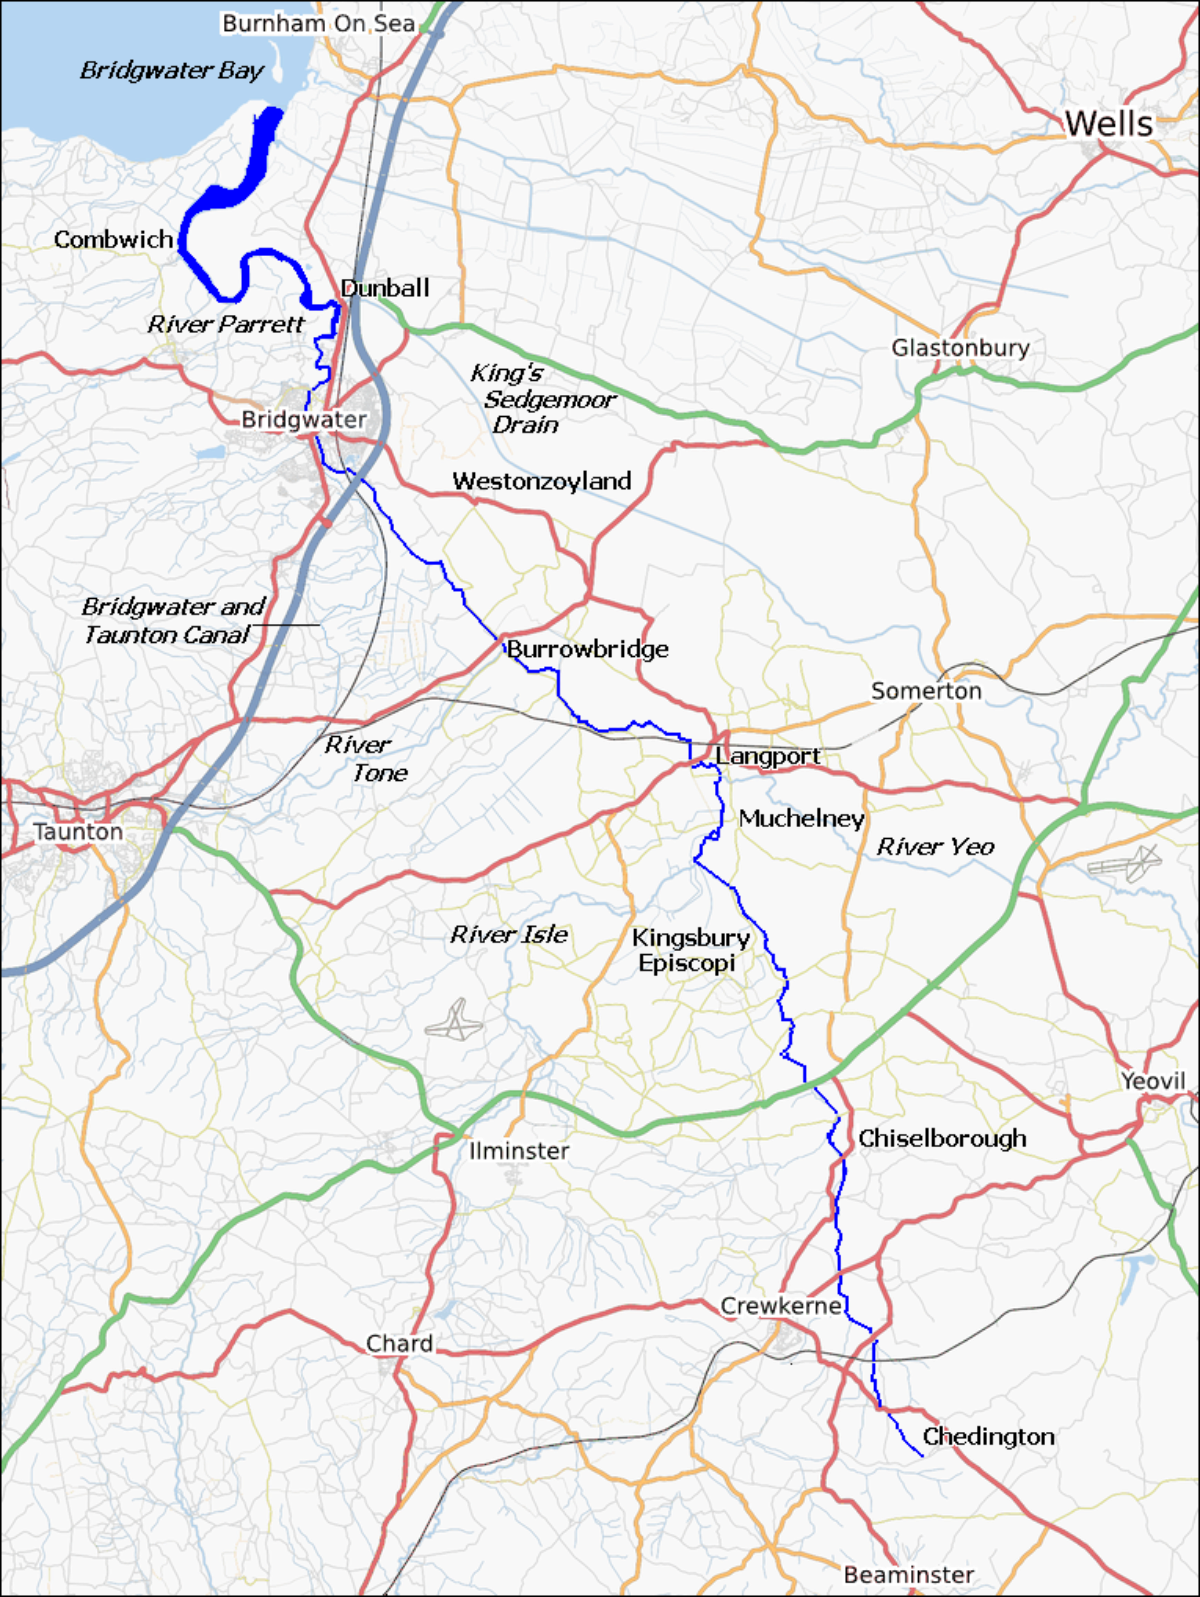 Burnham On Sea
Bridgwater Bay
Wells
Combwich
Dunball
River Parrett
Glastonbury
King's
Sedgemoor
Drain
Bridgwater
Westonzoyland
Bridgwater and
Taunton Canal
Burrowbridge
Somerton
River
Tone
Langport
Muchelney
Taunton
River Yeo
River Isle
Kingsbury
Episcopi
Yeovil
Chiselborough
Ilminster
Crewkerne
Chard
Chedington
Beaminster